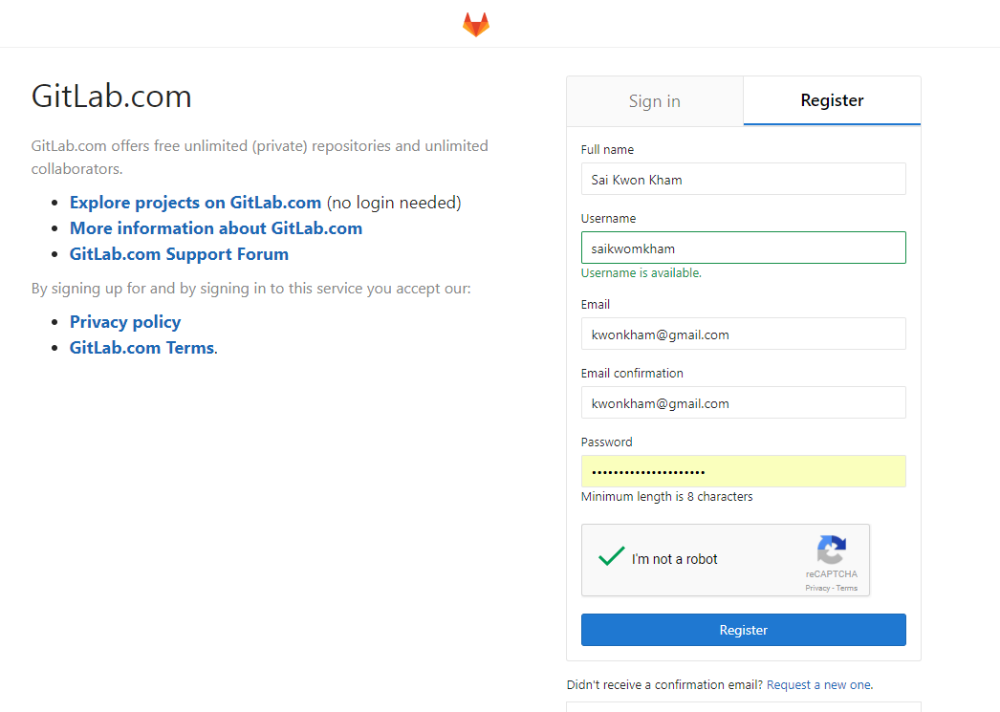 GitLab.com
GitLab.com offers free unlimited (private) repositories and unlimited
collaborators.
Explore projects on GitLab.com (no login needed)
More information about GitLab.com
GitLab.com Support Forum
By signing up for and by signing in to this service you accept our:
Privacy policy
GitLab.com Terms.
Sign in
Register
Full name
Sai Kwon Kham
Username
saikwomkham
Username is available.
Email
kwonkham@gmail.com
Email confirmation
kwonkham@gmail.com
Password
•••••••••••••••••••••
Minimum length is 8 characters
I'm not a robot
reCAPTCHA
Privacy - Terms
Register
Didn't receive a confirmation email? Request a new one.